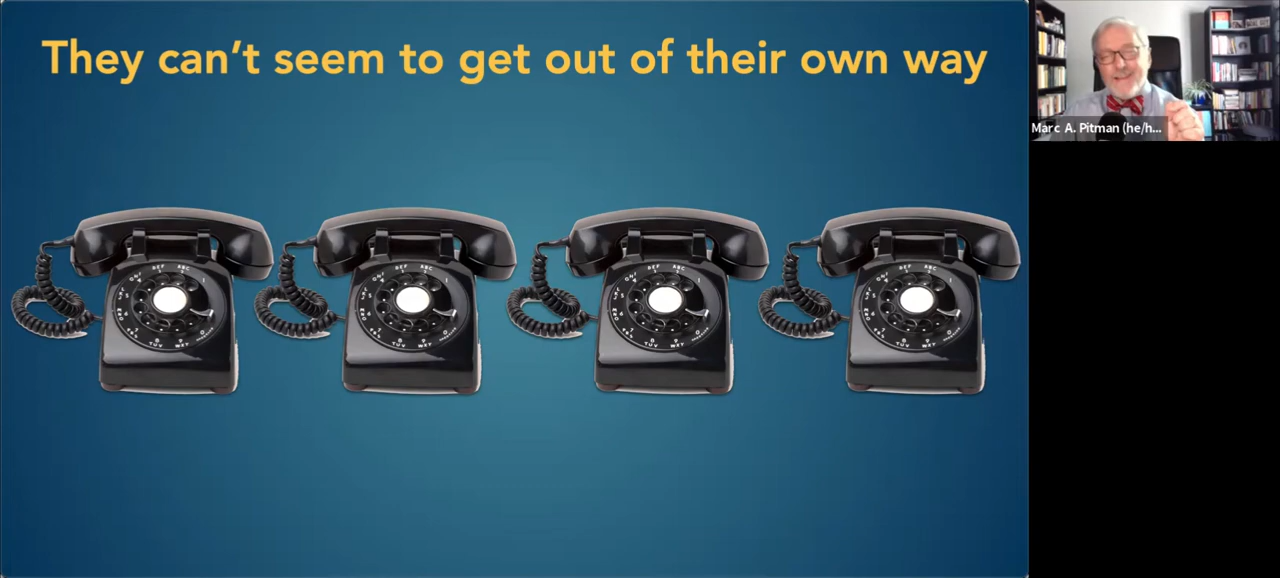 They can't seem to get out of their own way
Marc A. Pitman (he/h...